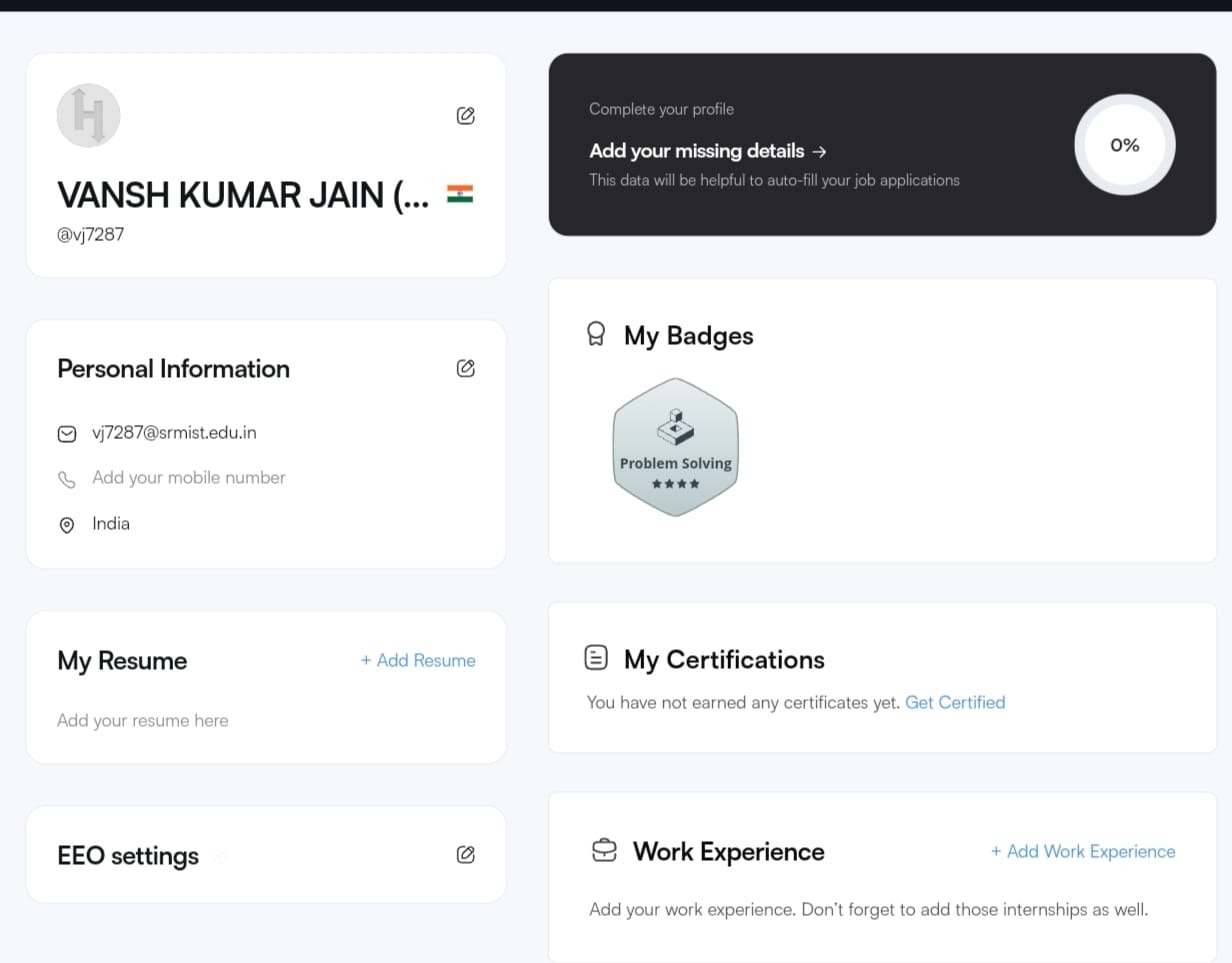 VANSH KUMAR JAIN (...
@vj7287
Personal Information
vj7287@srmist.edu.in
Add your mobile number
India
My Resume
+ Add Resume
Add your resume here
EEO settings
Complete your profile
Add your missing details →
This data will be helpful to auto-fill your job applications
0%
My Badges
Problem Solving
★★★★
My Certifications
You have not earned any certificates yet. Get Certified
Work Experience
+ Add Work Experience
Add your work experience. Don't forget to add those internships as well.